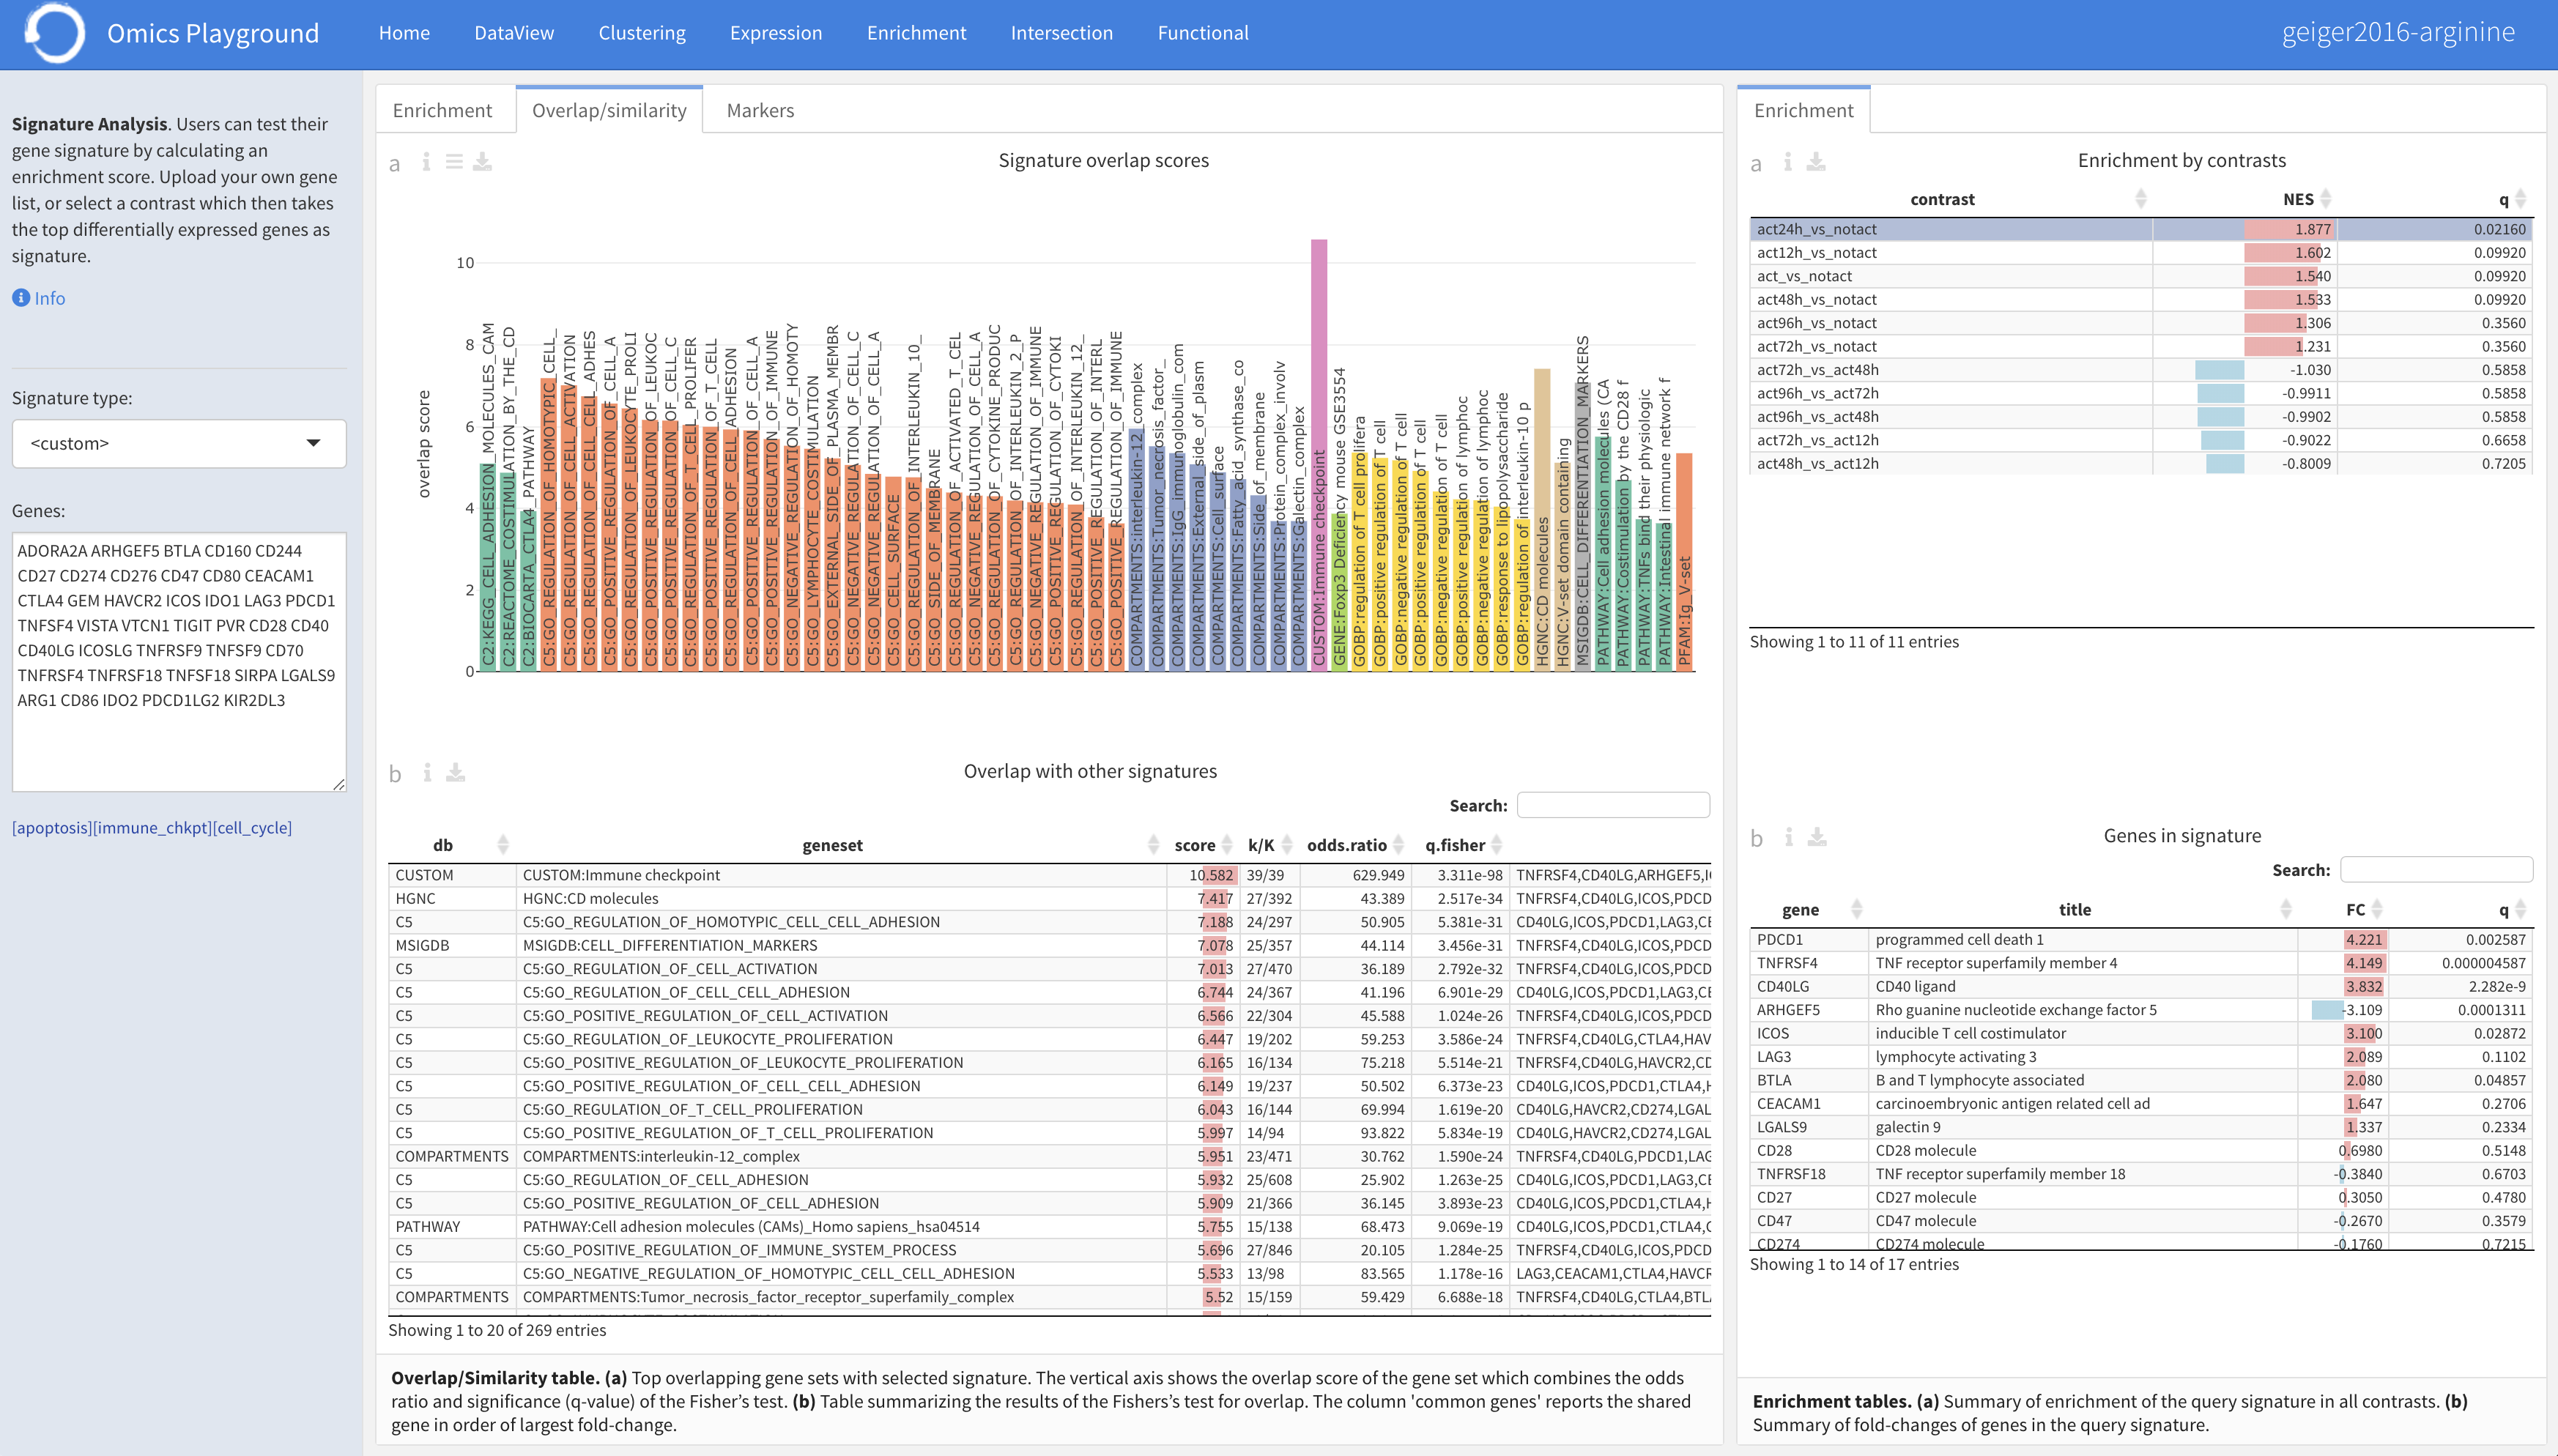 Omics Playground
Home DataView Clustering Expression Enrichment Intersection Functional
geiger2016-arginine
Signature Analysis. Users can test their
gene signature by calculating an
enrichment score. Upload your own gene
list, or select a contrast which then takes
the top differentially expressed genes as
signature.
Info
Signature type:
<custom>
Genes:
ADORA2A ARHGEF5 BTLA CD160 CD244
CD27 CD274 CD276 CD47 CD80 CEACAM1
CTLA4 GEM HAVCR2 ICOS IDO1 LAG3 PDCD1
TNFSF4 VISTA VTCN1 TIGIT PVR CD28 CD40
CD40LG ICOSLG TNFRSF9 TNFSF9 CD70
TNFRSF4 TNFRSF18 TNFSF18 SIRPA LGALS9
ARG1 CD86 IDO2 PDCD1LG2 KIR2DL3
[apoptosis][immune_chkpt][cell_cycle]
Enrichment Overlap/similarity Markers
a
Signature overlap scores
overlap score
10
8
6
4
2
0
C2:KEGG_CELL_ADHESION_MOLECULES_CAM
C2:REACTOME_COSTIMULATION_BY_THE_CD
C2:BIOCARTA_CTLA4_PATHWAY
C5:GO_REGULATION_OF_HOMOTYPIC_CELL_
C5:GO_REGULATION_OF_CELL_ACTIVATION
C5:GO_REGULATION_OF_CELL_CELL_ADHES
C5:GO_POSITIVE_REGULATION_OF_CELL_A
C5:GO_REGULATION_OF_LEUKOCYTE_PROLI
C5:GO_POSITIVE_REGULATION_OF_LEUKOC
C5:GO_POSITIVE_REGULATION_OF_CELL_C
C5:GO_REGULATION_OF_T_CELL_PROLIFER
C5:GO_POSITIVE_REGULATION_OF_T_CELL
C5:GO_REGULATION_OF_CELL_ADHESION
C5:GO_POSITIVE_REGULATION_OF_CELL_A
C5:GO_POSITIVE_REGULATION_OF_IMMUNE
C5:GO_NEGATIVE_REGULATION_OF_HOMOTY
C5:GO_LYMPHOCYTE_COSTIMULATION
C5:GO_EXTERNAL_SIDE_OF_PLASMA_MEMBR
C5:GO_NEGATIVE_REGULATION_OF_CELL_C
C5:GO_NEGATIVE_REGULATION_OF_CELL_A
C5:GO_CELL_SURFACE
C5:GO_REGULATION_OF_INTERLEUKIN_10_
C5:GO_SIDE_OF_MEMBRANE
C5:GO_REGULATION_OF_ACTIVATED_T_CEL
C5:GO_NEGATIVE_REGULATION_OF_CELL_A
C5:GO_REGULATION_OF_CYTOKINE_PRODUC
C5:GO_REGULATION_OF_INTERLEUKIN_2_P
C5:GO_NEGATIVE_REGULATION_OF_IMMUNE
C5:GO_POSITIVE_REGULATION_OF_CYTOKI
C5:GO_REGULATION_OF_INTERLEUKIN_12_
C5:GO_POSITIVE_REGULATION_OF_INTERL
C5:GO_POSITIVE_REGULATION_OF_IMMUNE
COMPARTMENTS:Interleukin-12_complex
COMPARTMENTS:Tumor_necrosis_factor_
COMPARTMENTS:IgG_immunoglobulin_com
COMPARTMENTS:External_side_of_plasm
COMPARTMENTS:Cell_surface
COMPARTMENTS:Fatty_acid_synthase_co
COMPARTMENTS:Side_of_membrane
COMPARTMENTS:Protein_complex_involv
COMPARTMENTS:Galectin_complex
CUSTOM:Immune checkpoint
GENE:Foxp3 Deficiency mouse GSE3554
GOBP:regulation of T cell prolifera
GOBP:positive regulation of T cell
GOBP:negative regulation of T cell
GOBP:positive regulation of T cell
GOBP:negative regulation of T cell
GOBP:positive regulation of lymphoc
GOBP:negative regulation of lymphoc
GOBP:response to lipopolysaccharide
GOBP:regulation of interleukin-10 p
HGNC:CD molecules
HGNC:V-set domain containing
MSIGDB:CELL_DIFFERENTIATION_MARKERS
PATHWAY:Cell adhesion molecules (CA
PATHWAY:Costimulation by the CD28 f
PATHWAY:TNFs bind their physiologic
PATHWAY:Intestinal immune network f
PFAM:Ig_V-set
b
Overlap with other signatures
Search:
db geneset score k/K odds.ratio q.fisher
CUSTOM CUSTOM:Immune checkpoint 10.582 39/39 629.949 3.311e-98 TNFRSF4,CD40LG,ARHGEF5,I
HGNC HGNC:CD molecules 7.417 27/392 43.389 2.517e-34 TNFRSF4,CD40LG,ICOS,PDCD
C5 C5:GO_REGULATION_OF_HOMOTYPIC_CELL_CELL_ADHESION 7.188 24/297 50.905 5.381e-31 CD40LG,ICOS,PDCD1,LAG3,CE
MSIGDB MSIGDB:CELL_DIFFERENTIATION_MARKERS 7.078 25/357 44.114 3.456e-31 TNFRSF4,CD40LG,ICOS,PDCD
C5 C5:GO_REGULATION_OF_CELL_ACTIVATION 7.013 27/470 36.189 2.792e-32 TNFRSF4,CD40LG,ICOS,PDCD
C5 C5:GO_REGULATION_OF_CELL_CELL_ADHESION 6.744 24/367 41.196 6.901e-29 CD40LG,ICOS,PDCD1,LAG3,CE
C5 C5:GO_POSITIVE_REGULATION_OF_CELL_ACTIVATION 6.566 22/304 45.588 1.024e-26 TNFRSF4,CD40LG,ICOS,PDCD
C5 C5:GO_REGULATION_OF_LEUKOCYTE_PROLIFERATION 6.447 19/202 59.253 3.586e-24 TNFRSF4,CD40LG,CTLA4,HAV
C5 C5:GO_POSITIVE_REGULATION_OF_LEUKOCYTE_PROLIFERATION 6.165 16/134 75.218 5.514e-21 TNFRSF4,CD40LG,HAVCR2,CD
C5 C5:GO_POSITIVE_REGULATION_OF_CELL_CELL_ADHESION 6.149 19/237 50.502 6.373e-23 CD40LG,ICOS,PDCD1,CTLA4,H
C5 C5:GO_REGULATION_OF_T_CELL_PROLIFERATION 6.043 16/144 69.994 1.619e-20 CD40LG,HAVCR2,CD274,LGAL
C5 C5:GO_POSITIVE_REGULATION_OF_T_CELL_PROLIFERATION 5.997 14/94 93.822 5.834e-19 CD40LG,HAVCR2,CD274,LGAL
COMPARTMENTS COMPARTMENTS:interleukin-12_complex 5.951 23/471 30.762 1.590e-24 TNFRSF4,CD40LG,PDCD1,LAG
C5 C5:GO_REGULATION_OF_CELL_ADHESION 5.932 25/608 25.902 1.263e-25 CD40LG,ICOS,PDCD1,LAG3,CE
C5 C5:GO_POSITIVE_REGULATION_OF_CELL_ADHESION 5.909 21/366 36.145 3.893e-23 CD40LG,ICOS,PDCD1,CTLA4,H
PATHWAY PATHWAY:Cell adhesion molecules (CAMs)_Homo sapiens_hsa04514 5.755 15/138 68.473 9.069e-19 CD40LG,ICOS,PDCD1,CTLA4,C
C5 C5:GO_POSITIVE_REGULATION_OF_IMMUNE_SYSTEM_PROCESS 5.696 27/846 20.105 1.284e-25 TNFRSF4,CD40LG,ICOS,PDCD
C5 C5:GO_NEGATIVE_REGULATION_OF_HOMOTYPIC_CELL_CELL_ADHESION 5.533 13/98 83.565 1.178e-16 LAG3,CEACAM1,CTLA4,HAVCR
COMPARTMENTS COMPARTMENTS:Tumor_necrosis_factor_receptor_superfamily_complex 5.52 15/159 59.429 6.688e-18 TNFRSF4,CD40LG,CTLA4,BTL
Showing 1 to 20 of 269 entries
Overlap/Similarity table. (a) Top overlapping gene sets with selected signature. The vertical axis shows the overlap score of the gene set which combines the odds
ratio and significance (q-value) of the Fisher's test. (b) Table summarizing the results of the Fishers's test for overlap. The column 'common genes' reports the shared
gene in order of largest fold-change.
Enrichment
a
Enrichment by contrasts
contrast NES q
act24h_vs_notact 1.877 0.02160
act12h_vs_notact 1.602 0.09920
act_vs_notact 1.540 0.09920
act48h_vs_notact 1.533 0.09920
act96h_vs_notact 1.306 0.3560
act72h_vs_notact 1.231 0.3560
act72h_vs_act48h -1.030 0.5858
act96h_vs_act72h -0.9911 0.5858
act96h_vs_act48h -0.9902 0.5858
act72h_vs_act12h -0.9022 0.6658
act48h_vs_act12h -0.8009 0.7205
Showing 1 to 11 of 11 entries
b
Genes in signature
Search:
gene title FC q
PDCD1 programmed cell death 1 4.221 0.002587
TNFRSF4 TNF receptor superfamily member 4 4.149 0.000004587
CD40LG CD40 ligand 3.832 2.282e-9
ARHGEF5 Rho guanine nucleotide exchange factor 5 -3.109 0.0001311
ICOS inducible T cell costimulator 3.100 0.02872
LAG3 lymphocyte activating 3 2.089 0.1102
BTLA B and T lymphocyte associated 2.080 0.04857
CEACAM1 carcinoembryonic antigen related cell ad 1.647 0.2706
LGALS9 galectin 9 1.337 0.2334
CD28 CD28 molecule 0.6980 0.5148
TNFRSF18 TNF receptor superfamily member 18 -0.3840 0.6703
CD27 CD27 molecule 0.3050 0.4780
CD47 CD47 molecule -0.2670 0.3579
CD274 CD274 molecule -0.1760 0.7215
Showing 1 to 14 of 17 entries
Enrichment tables. (a) Summary of enrichment of the query signature in all contrasts. (b)
Summary of fold-changes of genes in the query signature.